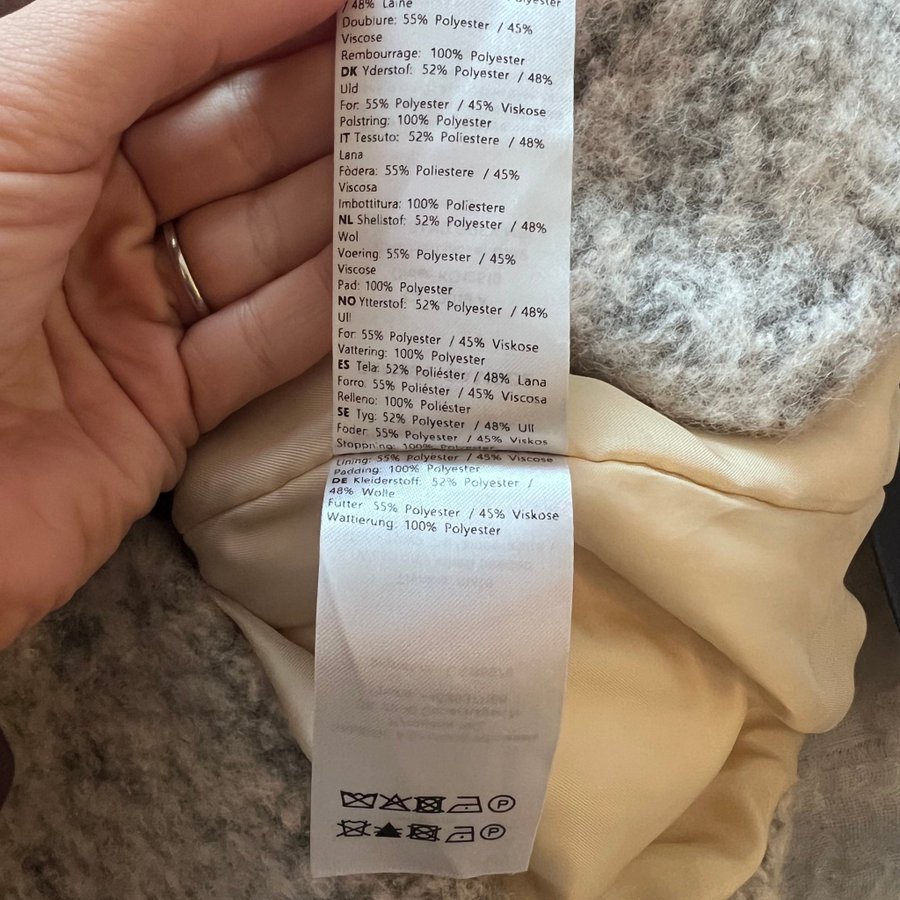 / 48% Laine
Doublure: 55% Polyester / 45%
Viscose
Rembourrage: 100% Polyester
DK Yderstof: 52% Polyester / 48%
Uld
For: 55% Polyester / 45% Viskose
Polstring: 100% Polyester
IT Tessuto: 52% Poliestere / 48%
Lana
Fòdera: 55% Poliestere / 45%
Viscosa
Imbottitura: 100% Poliestere
NL Shellstof: 52% Polyester / 48%
Wol
Voering: 55% Polyester / 45%
Viscose
Pad: 100% Polyester
NO Ytterstof: 52% Polyester / 48%
Ull
For: 55% Polyester / 45% Viskose
Vattering: 100% Polyester
ES Tela: 52% Poliéster / 48% Lana
Forro: 55% Poliéster / 45% Viscosa
Relleno: 100% Poliéster
SE Tyg: 52% Polyester / 48% Ull
Foder: 55% Polyester / 45% Viskos
Stoppning: 100% Polyester
Lining: 55% Polyester / 45% Viscose
Padding: 100% Polyester
DE Kleiderstoff: 52% Polyester /
48% Wolle
Futter: 55% Polyester / 45% Viskose
Wattierung: 100% Polyester
P
P